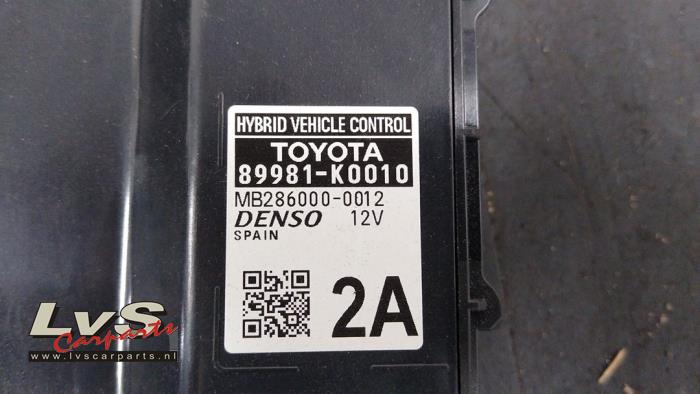 HYBRID VEHICLE CONTROL
TOYOTA
89981-K0010
MB286000-0012
DENSO 12V
SPAIN
2A
LvS
Carparts
www.lvscarparts.nl